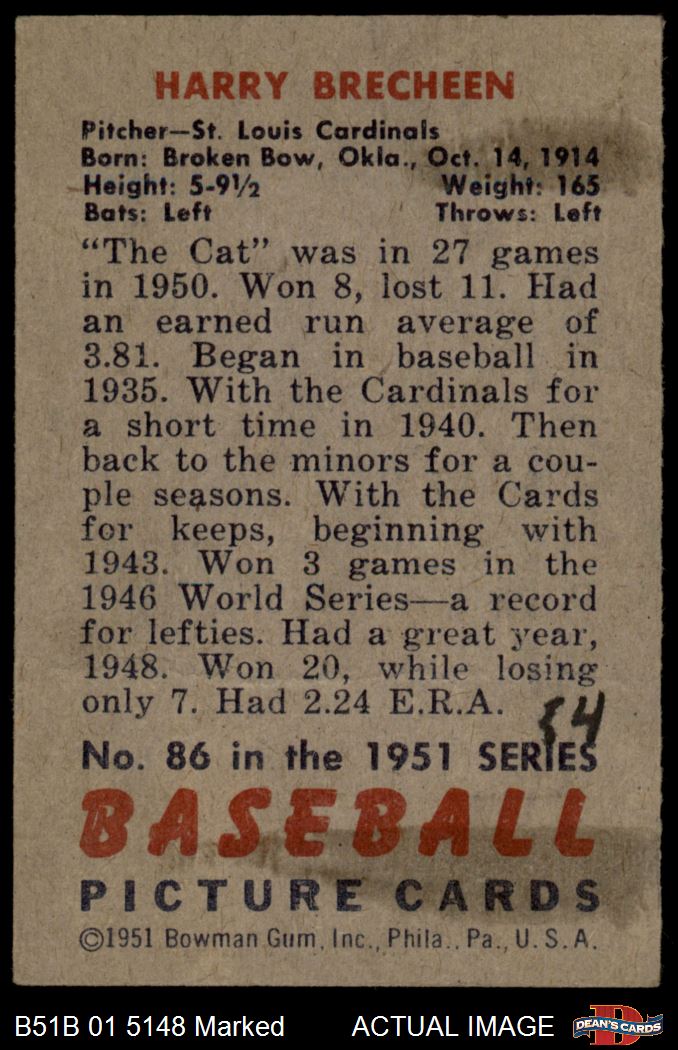 HARRY BRECHEEN
Pitcher—St. Louis Cardinals
Born: Broken Bow, Okla., Oct. 14, 1914
Height: 5-9½ Weight: 165
Bats: Left Throws: Left
“The Cat” was in 27 games
in 1950. Won 8, lost 11. Had
an earned run average of
3.81. Began in baseball in
1935. With the Cardinals for
a short time in 1940. Then
back to the minors for a cou-
ple seasons. With the Cards
for keeps, beginning with
1943. Won 3 games in the
1946 World Series—a record
for lefties. Had a great year,
1948. Won 20, while losing
only 7. Had 2.24 E.R.A.
No. 86 in the 1951 SERIES
BASEBALL
PICTURE CARDS
©1951 Bowman Gum, Inc., Phila., Pa., U. S. A.
B51B 01 5148 Marked ACTUAL IMAGE DEAN'S CARDS